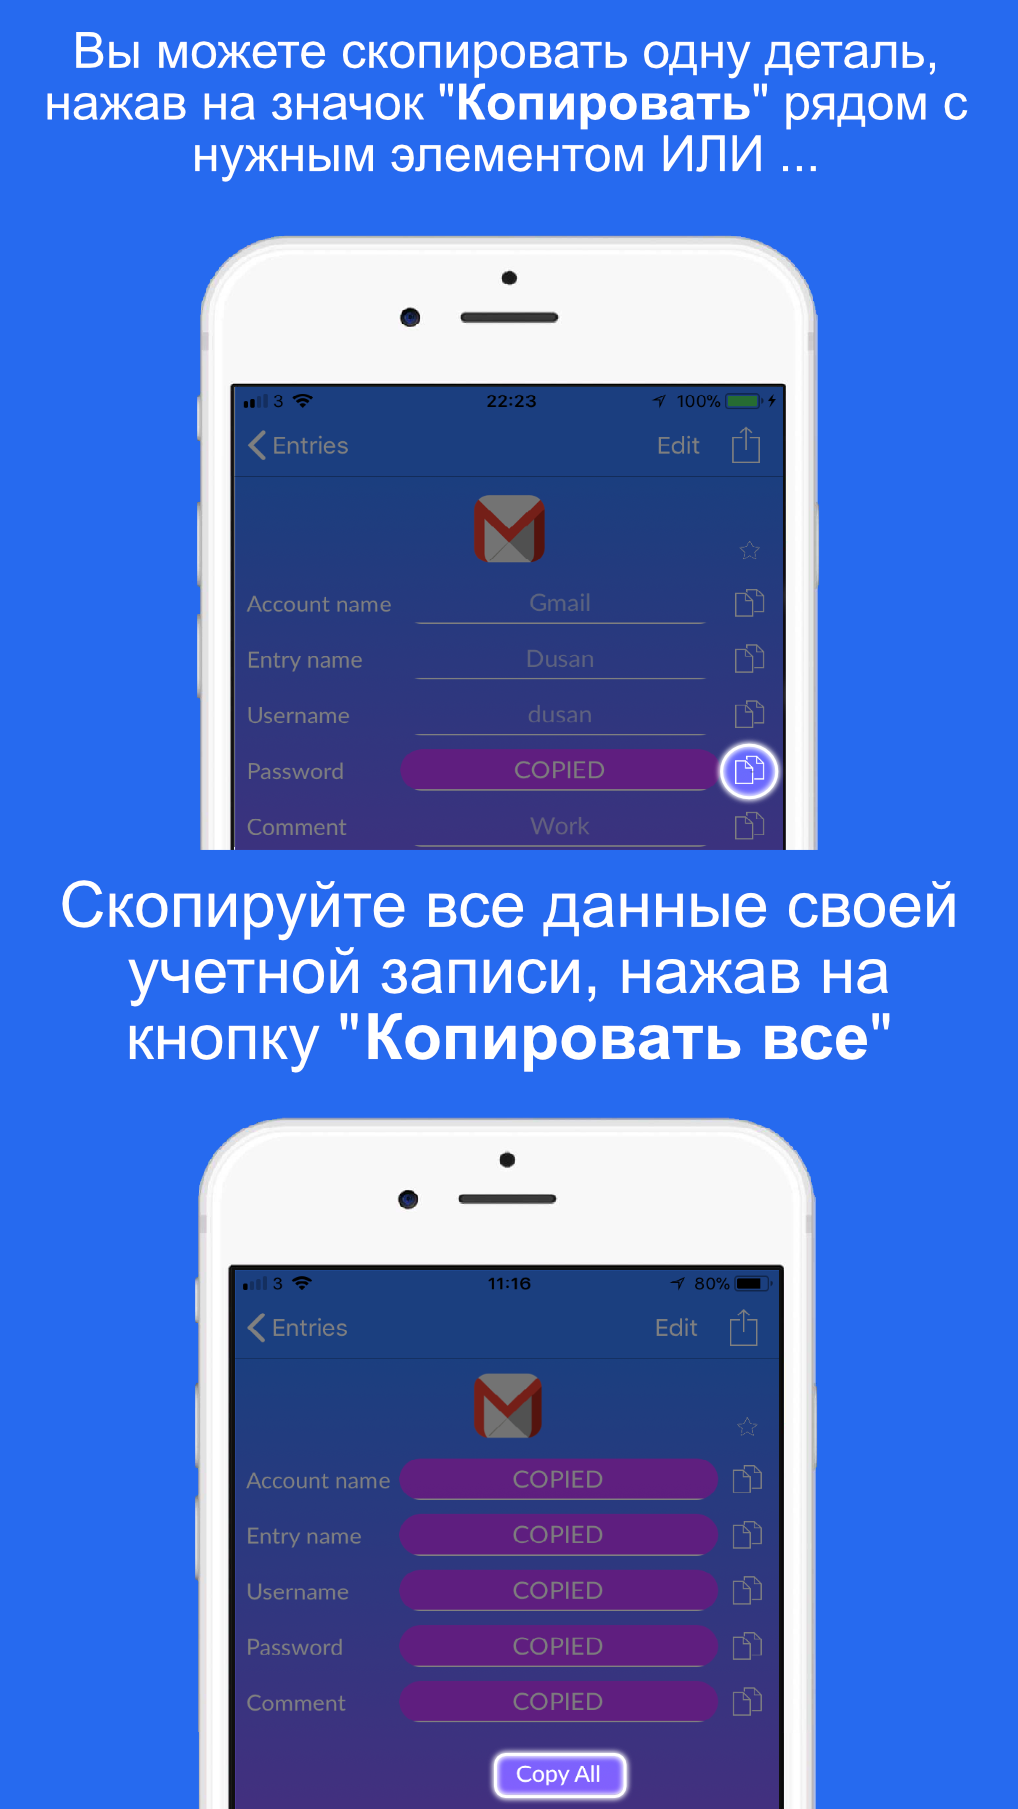 Вы можете скопировать одну деталь,
нажав на значок "Копировать" рядом с
нужным элементом ИЛИ ...
3 22:23 100%
Entries Edit
Account name Gmail
Entry name Dusan
Username dusan
Password COPIED
Comment Work
Скопируйте все данные своей
учетной записи, нажав на
кнопку "Копировать все"
3 11:16 80%
Entries Edit
Account name COPIED
Entry name COPIED
Username COPIED
Password COPIED
Comment COPIED
Copy All